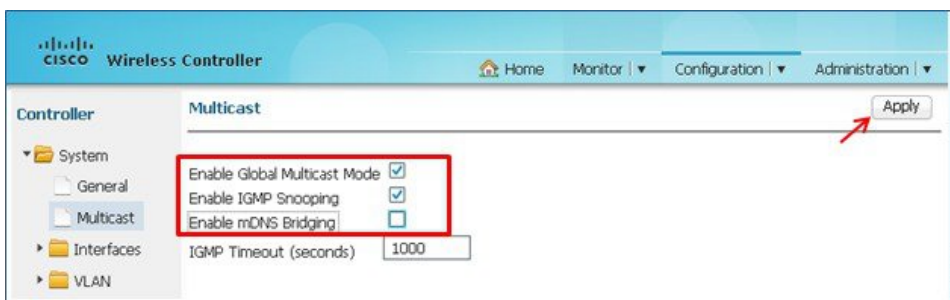 CISCO Wireless Controller
Home Monitor Configuration Administration
Controller
Multicast
Apply
System
General
Multicast
Interfaces
VLAN
Enable Global Multicast Mode
Enable IGMP Snooping
Enable mDNS Bridging
IGMP Timeout (seconds) 1000